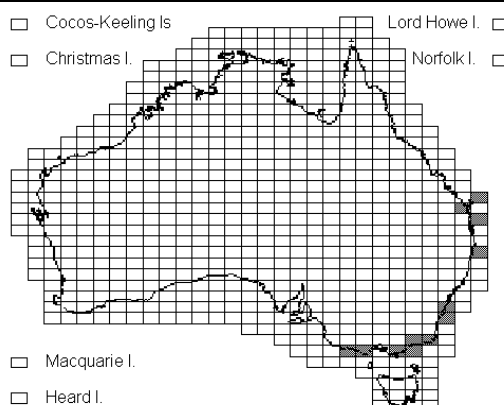 Cocos-Keeling Is
Lord Howe I.
Christmas I.
Norfolk I.
Macquarie I.
Heard I.